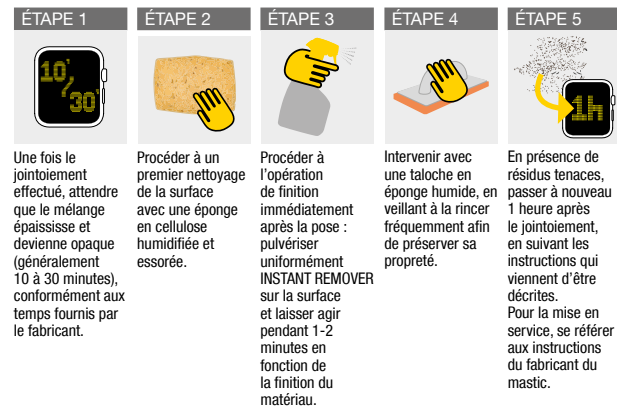 ÉTAPE 1
10'/30'
Une fois le
jointoiement
effectué, attendre
que le mélange
épaississe et
devienne opaque
(généralement
10 à 30 minutes),
conformément aux
temps fournis par
le fabricant.
ÉTAPE 2
Procéder à un
premier nettoyage
de la surface
avec une éponge
en cellulose
humidifiée et
essorée.
ÉTAPE 3
Procéder à
l’opération
de finition
immédiatement
après la pose :
pulvériser
uniformément
INSTANT REMOVER
sur la surface
et laisser agir
pendant 1-2
minutes en
fonction de
la finition du
matériau.
ÉTAPE 4
Intervenir avec
une taloche en
éponge humide, en
veillant à la rincer
fréquemment afin
de préserver sa
propreté.
ÉTAPE 5
1h
En présence de
résidus tenaces,
passer à nouveau
1 heure après
le jointoiement,
en suivant les
instructions qui
viennent d’être
décrites.
Pour la mise en
service, se référer
aux instructions
du fabricant du
mastic.